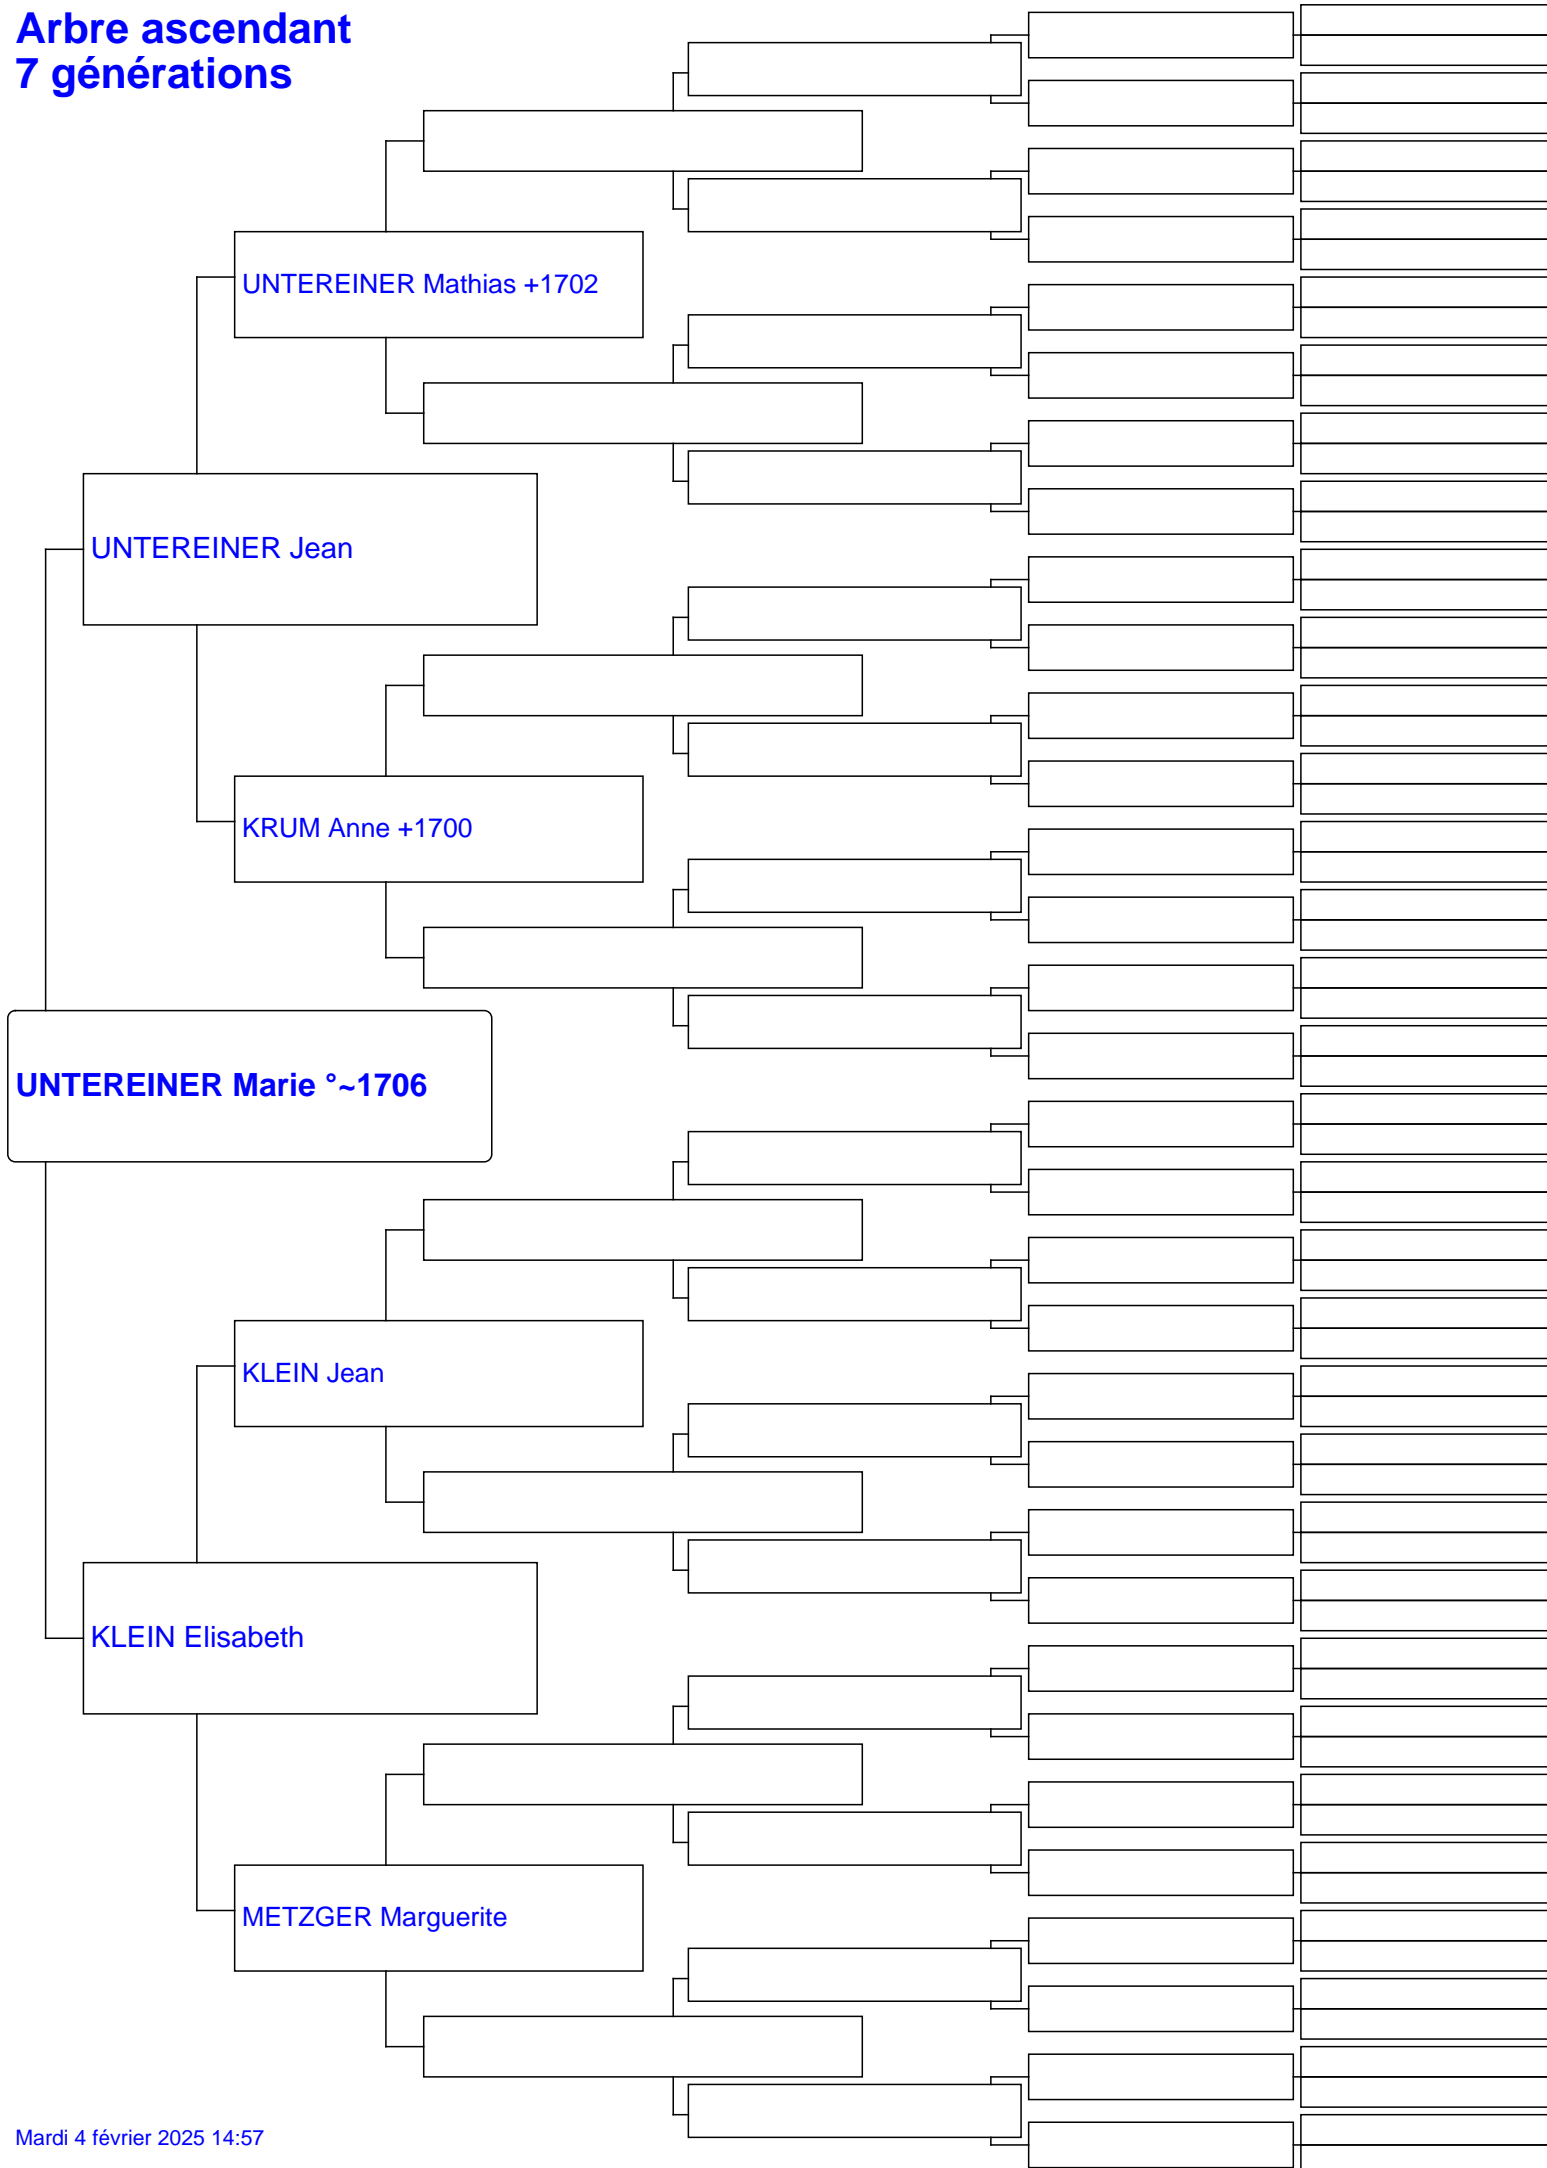 Arbre ascendant
7 générations
UNTEREINER Mathias +1702
UNTEREINER Jean
KRUM Anne +1700
UNTEREINER Marie °~1706
KLEIN Jean
KLEIN Elisabeth
METZGER Marguerite
Mardi 4 février 2025 14:57